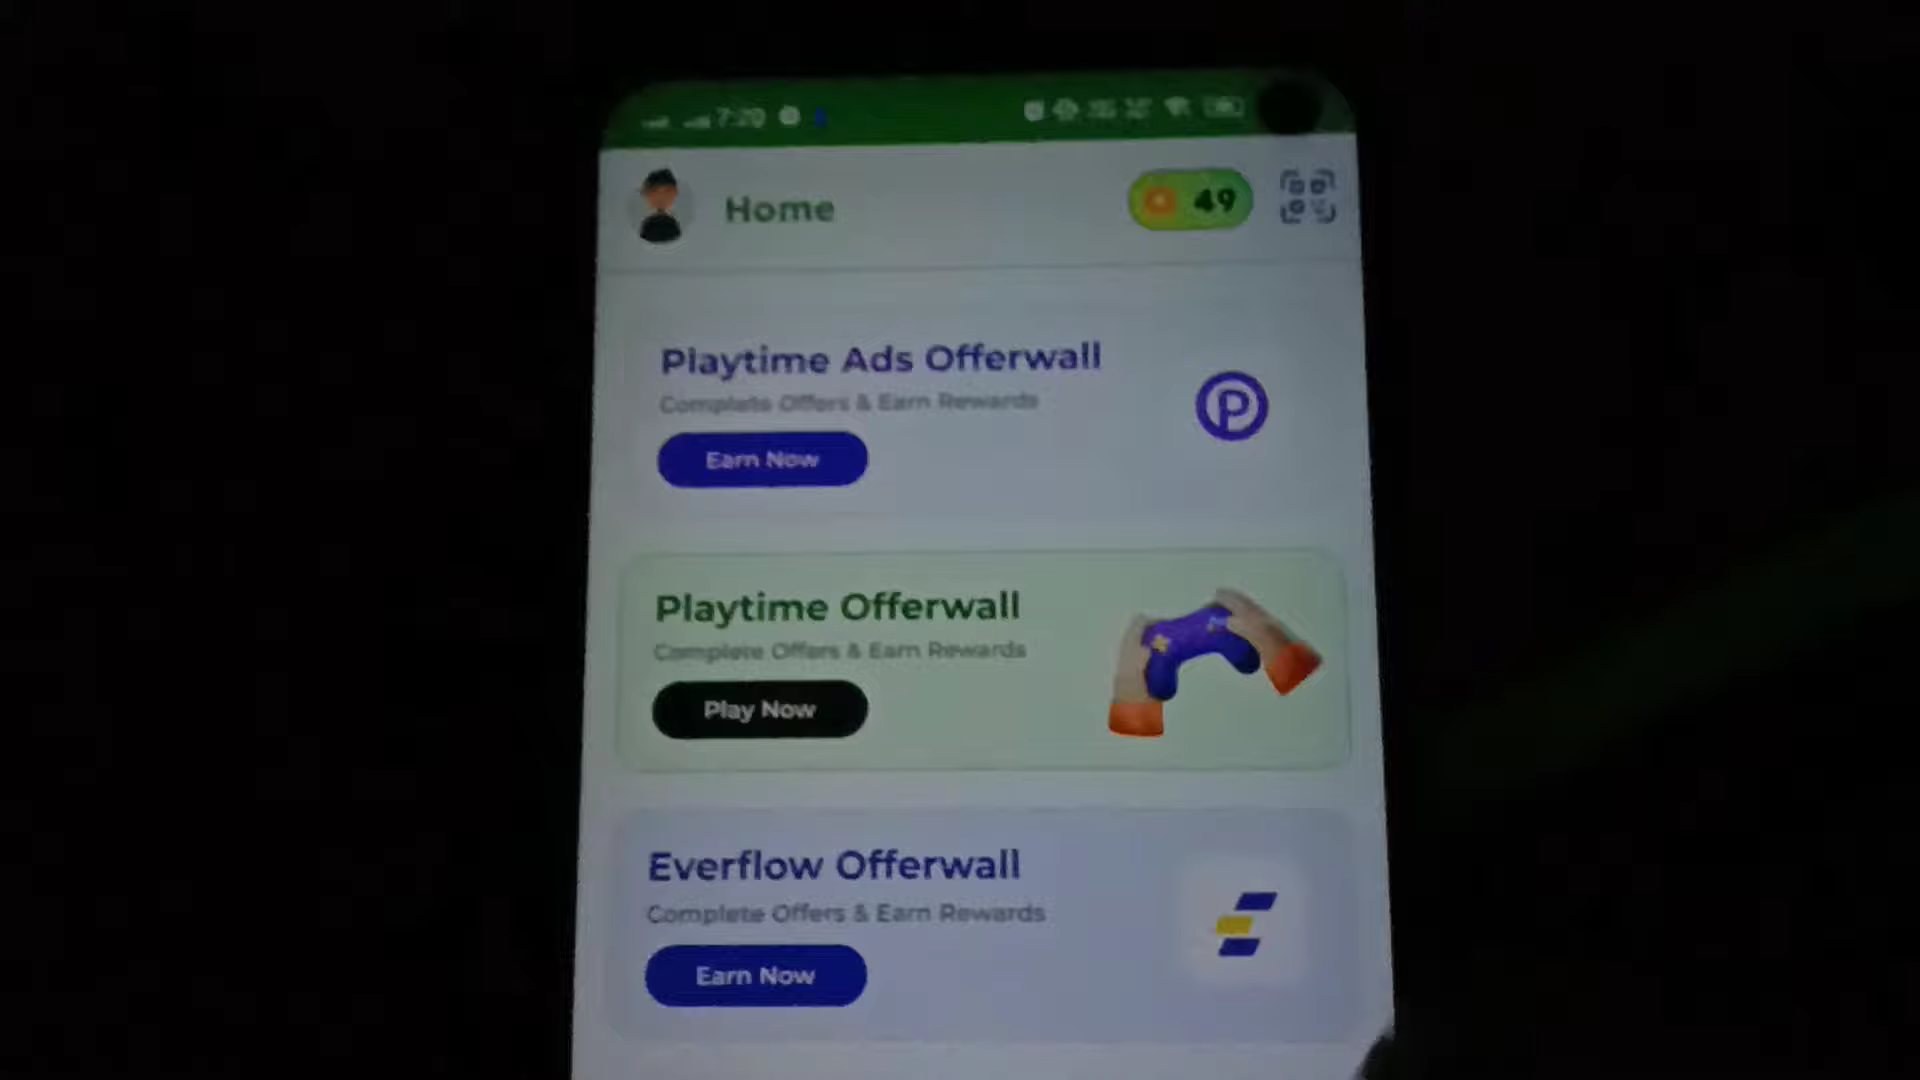 7:20
Home
49
Playtime Ads Offerwall
Complete Offers & Earn Rewards
Earn Now
P
Playtime Offerwall
Complete Offers & Earn Rewards
Play Now
Everflow Offerwall
Complete Offers & Earn Rewards
Earn Now